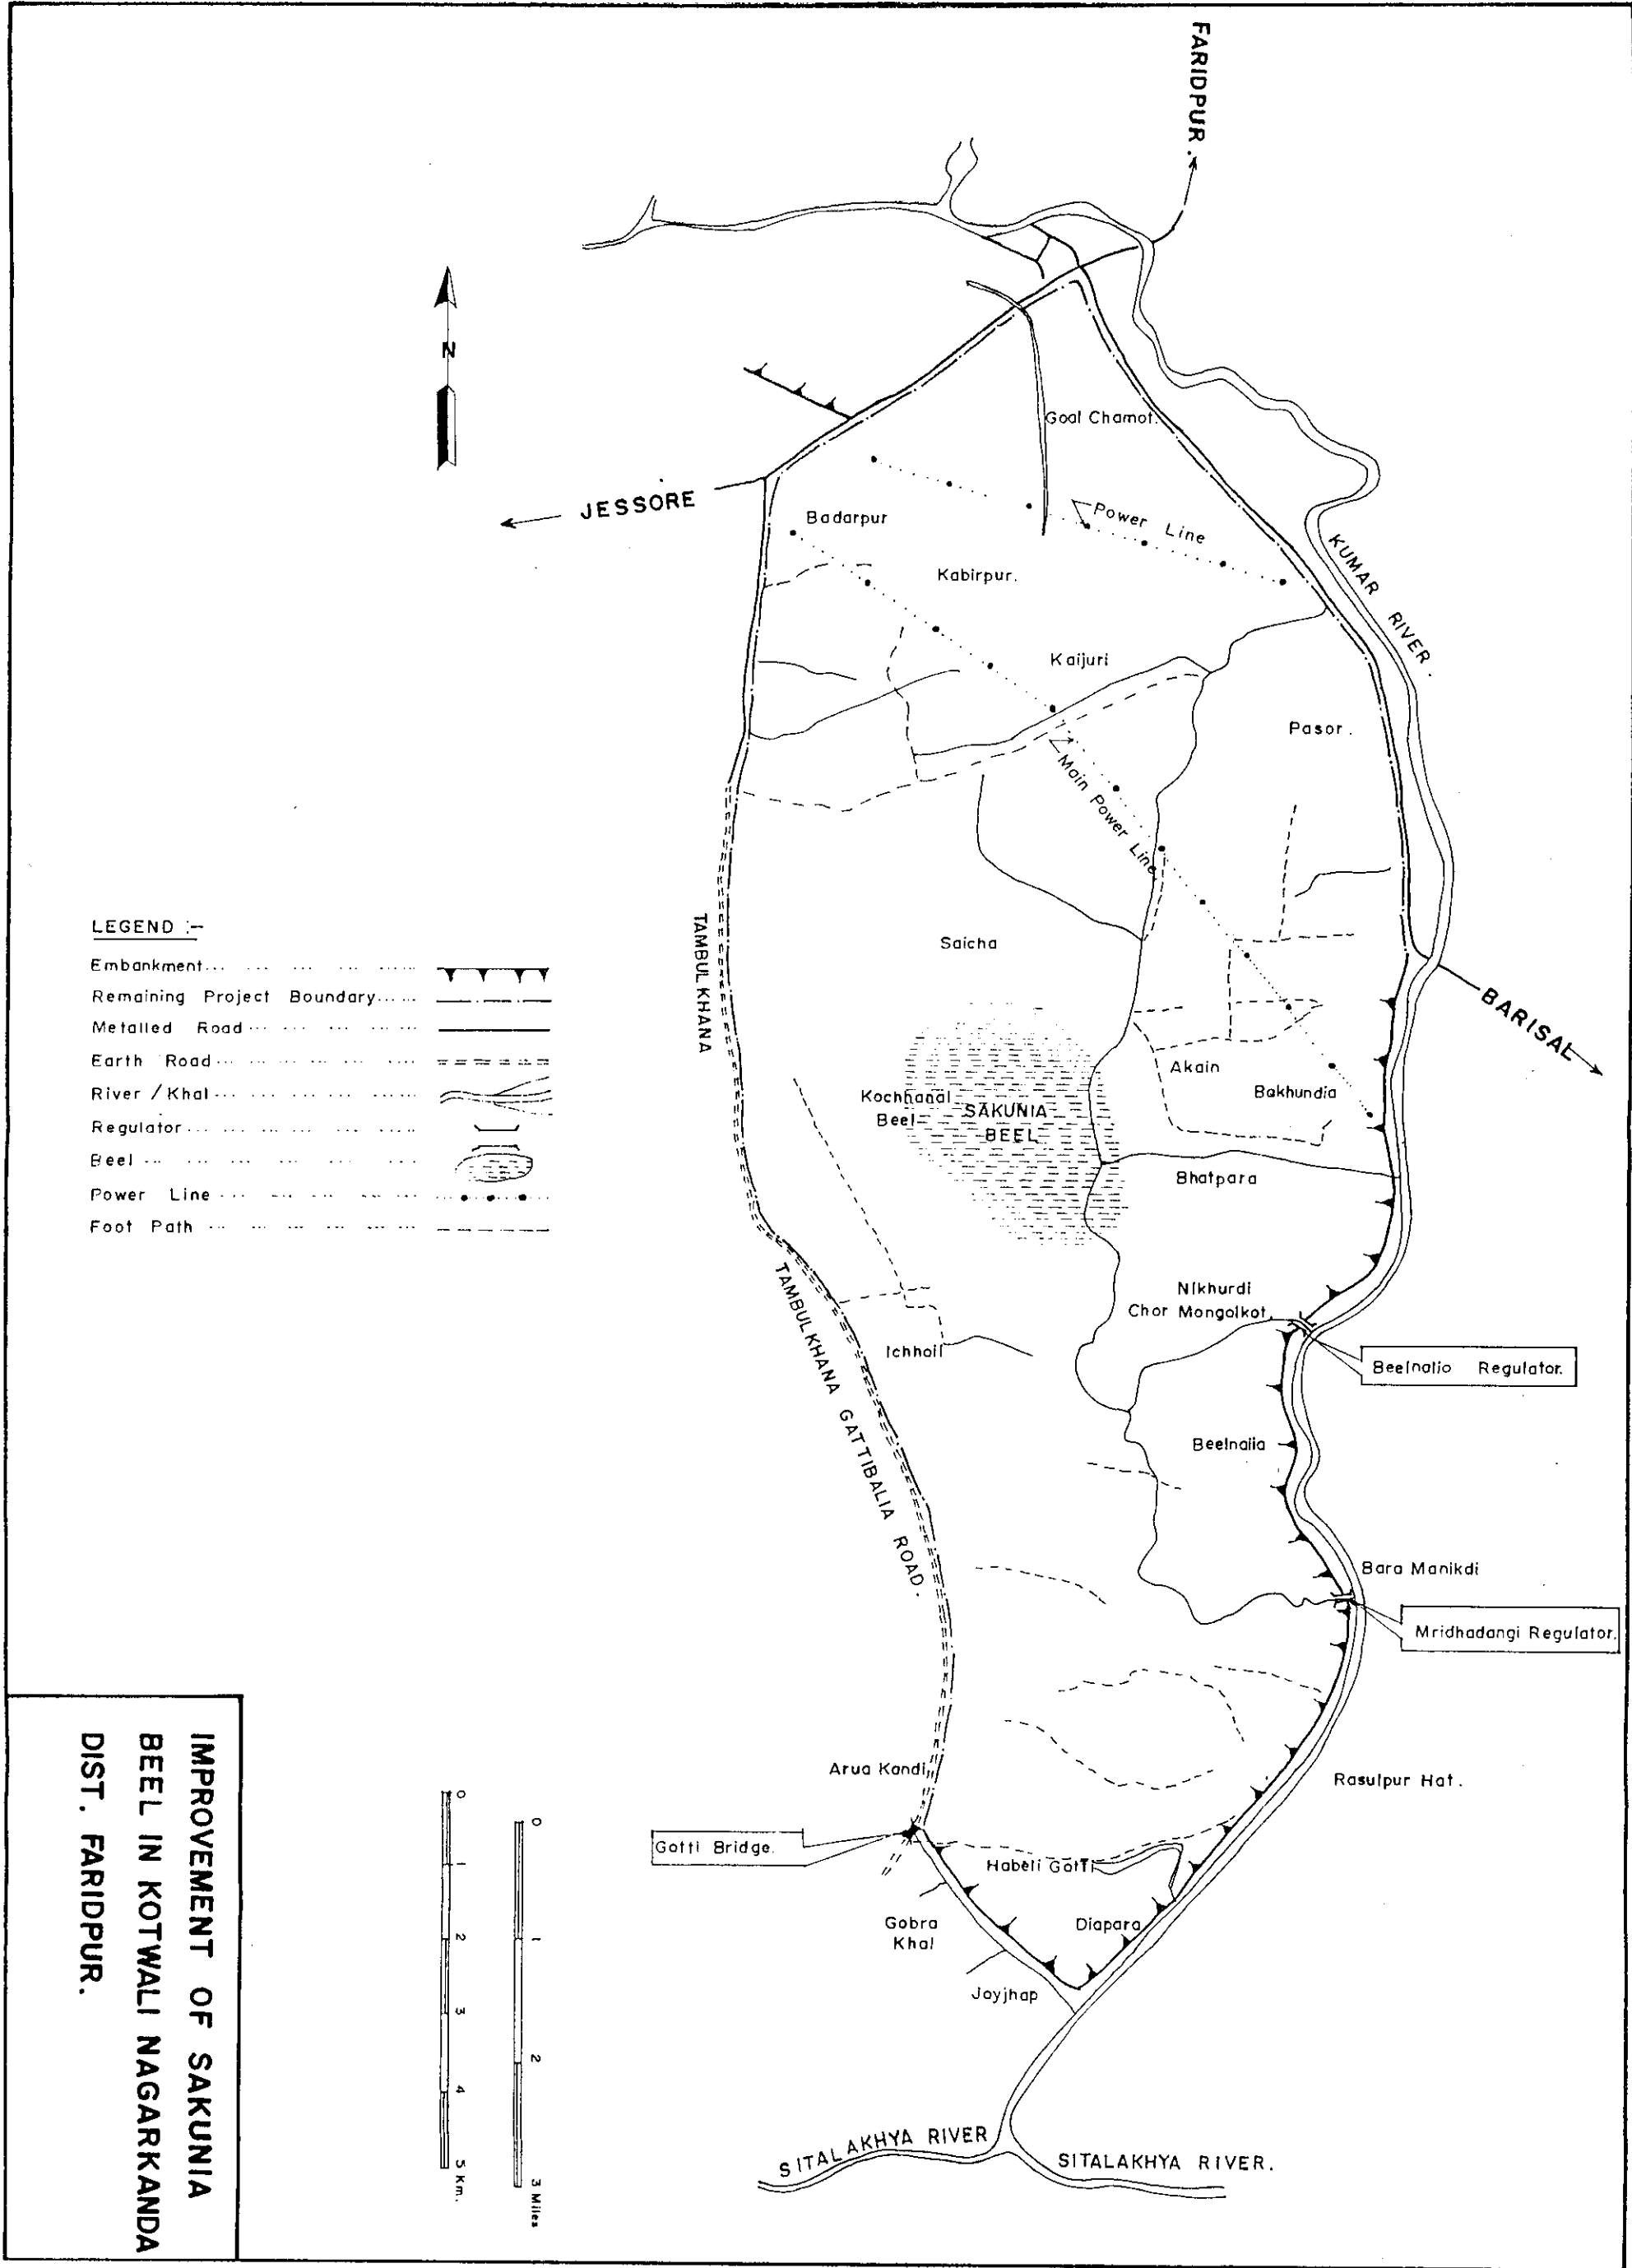 FARIDPUR.
N
Goal Chamot.
JESSORE
Badarpur
Power Line
Kabirpur.
KUMAR RIVER.
Kaijuri
Pasor.
Main Power Line.
TAMBULKHANA
Saicha
BARISAL
LEGEND :-
Embankment... ... ... ... ......
Remaining Project Boundary......
Metalled Road... ... ... ... ...
Earth Road... ... ... ... ....
River / Khal... ... ... ... ......
Regulator... ... ... ... .....
Beel ... ... ... ... ...
Power Line ... ... ... ... ...
Foot Path ... ... ... ... ...
Akain
Bakhundia
Kochhanal
Beel
SAKUNIA
BEEL
Bhatpara
Nikhurdi
Chor Mongolkot.
TAMBULKHANA GATTIBALIA ROAD.
Ichhail
Beelnalio Regulator.
Beelnalia
Bara Manikdi
Mridhadangi Regulator.
Arua Kandi
Rasulpur Hat.
Gotti Bridge.
Habeli Gotti
Gobra
Khal
Diapara
Joyjhap
SITALAKHYA RIVER
SITALAKHYA RIVER.
0 1 2 3 4 5 km.
0 1 2 3 Miles
IMPROVEMENT OF SAKUNIA
BEEL IN KOTWALI NAGARKANDA
DIST. FARIDPUR.